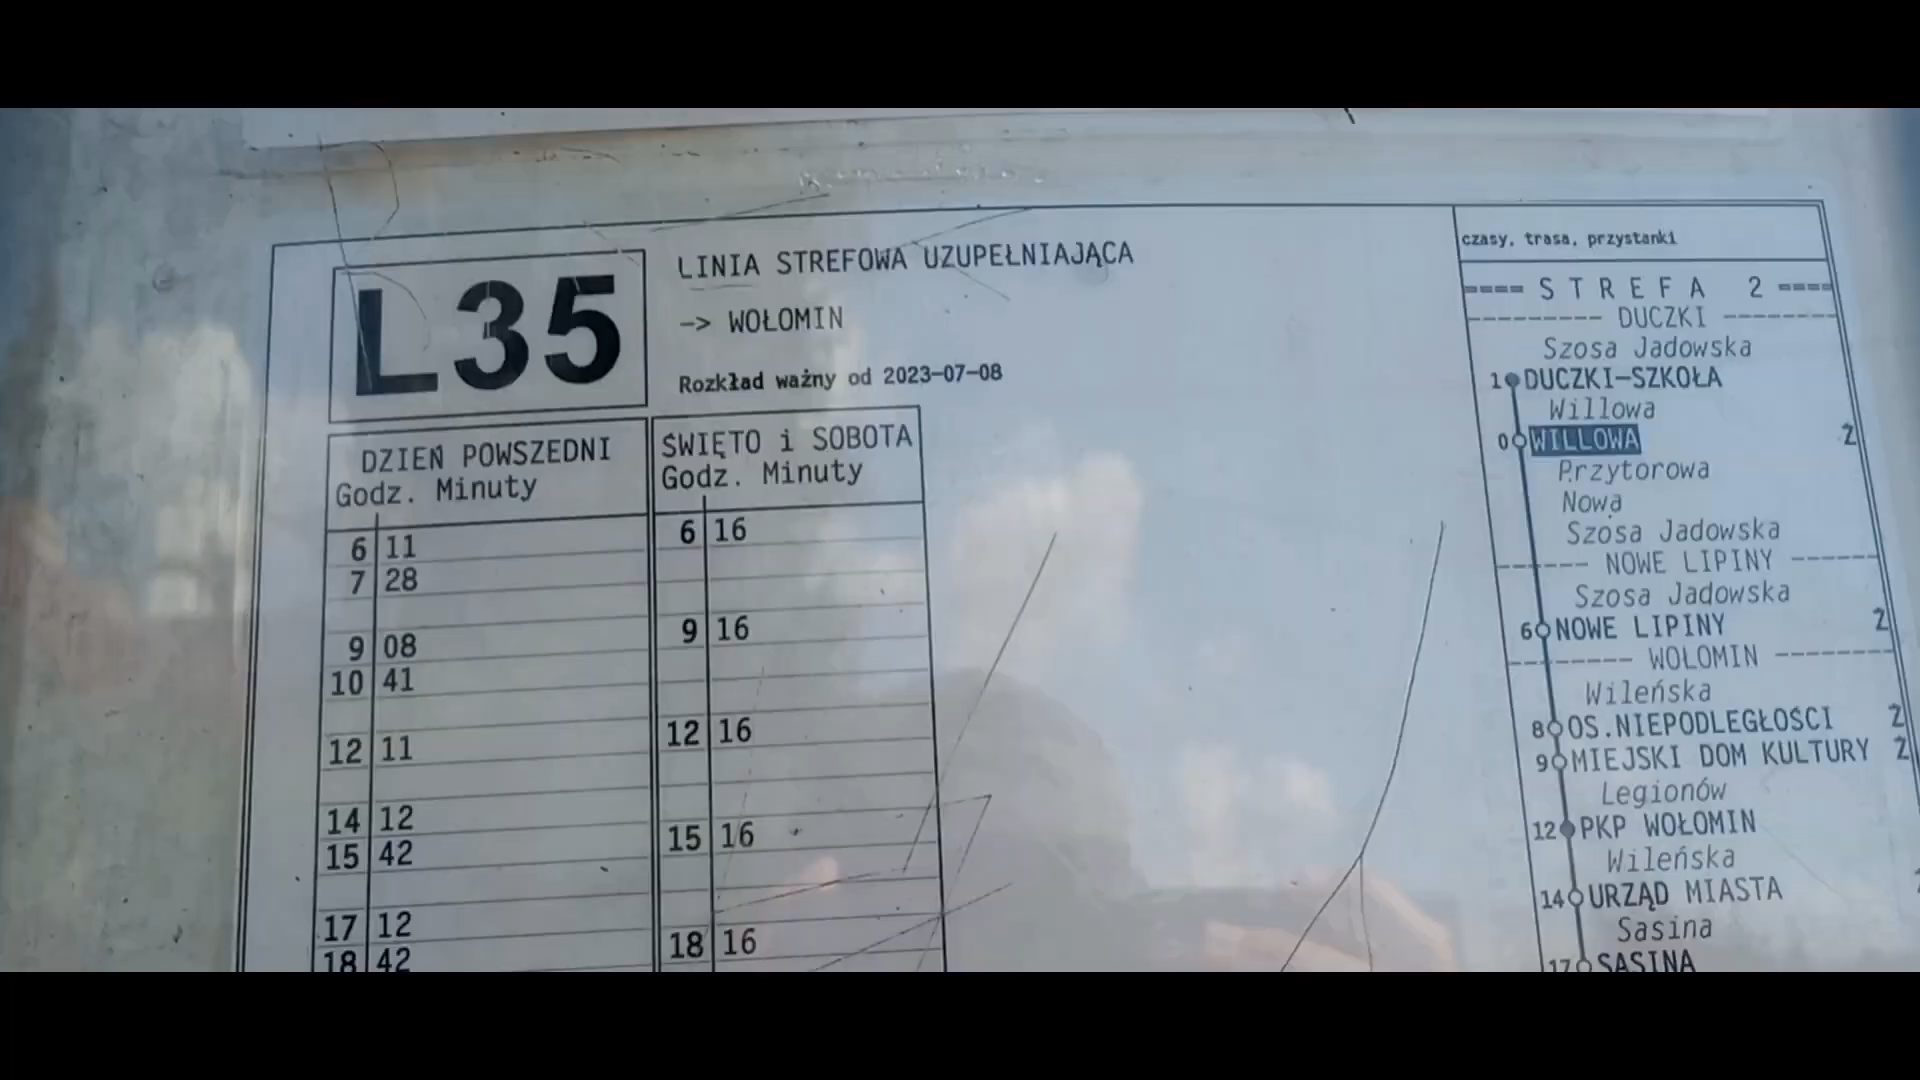 L35
LINIA STREFOWA UZUPEŁNIAJĄCA
-> WOŁOMIN
Rozkład ważny od 2023-07-08
DZIEŃ POWSZEDNI
Godz. Minuty
6 11
7 28
9 08
10 41
12 11
14 12
15 42
17 12
18 42
ŚWIĘTO i SOBOTA
Godz. Minuty
6 16
9 16
12 16
15 16
18 16
czasy, trasa, przystanki
==== S T R E F A 2 ====
--------- DUCZKI --------
Szosa Jadowska
1 DUCZKI-SZKOŁA
Willowa
0 WILLOWA 2
Przytorowa
Nowa
Szosa Jadowska
------ NOWE LIPINY ------
Szosa Jadowska
6 NOWE LIPINY 2
-------- WOŁOMIN --------
Wileńska
8 OS.NIEPODLEGŁOŚCI 2
9 MIEJSKI DOM KULTURY 2
Legionów
12 PKP WOŁOMIN
Wileńska
14 URZĄD MIASTA
Sasina
17 SASINA